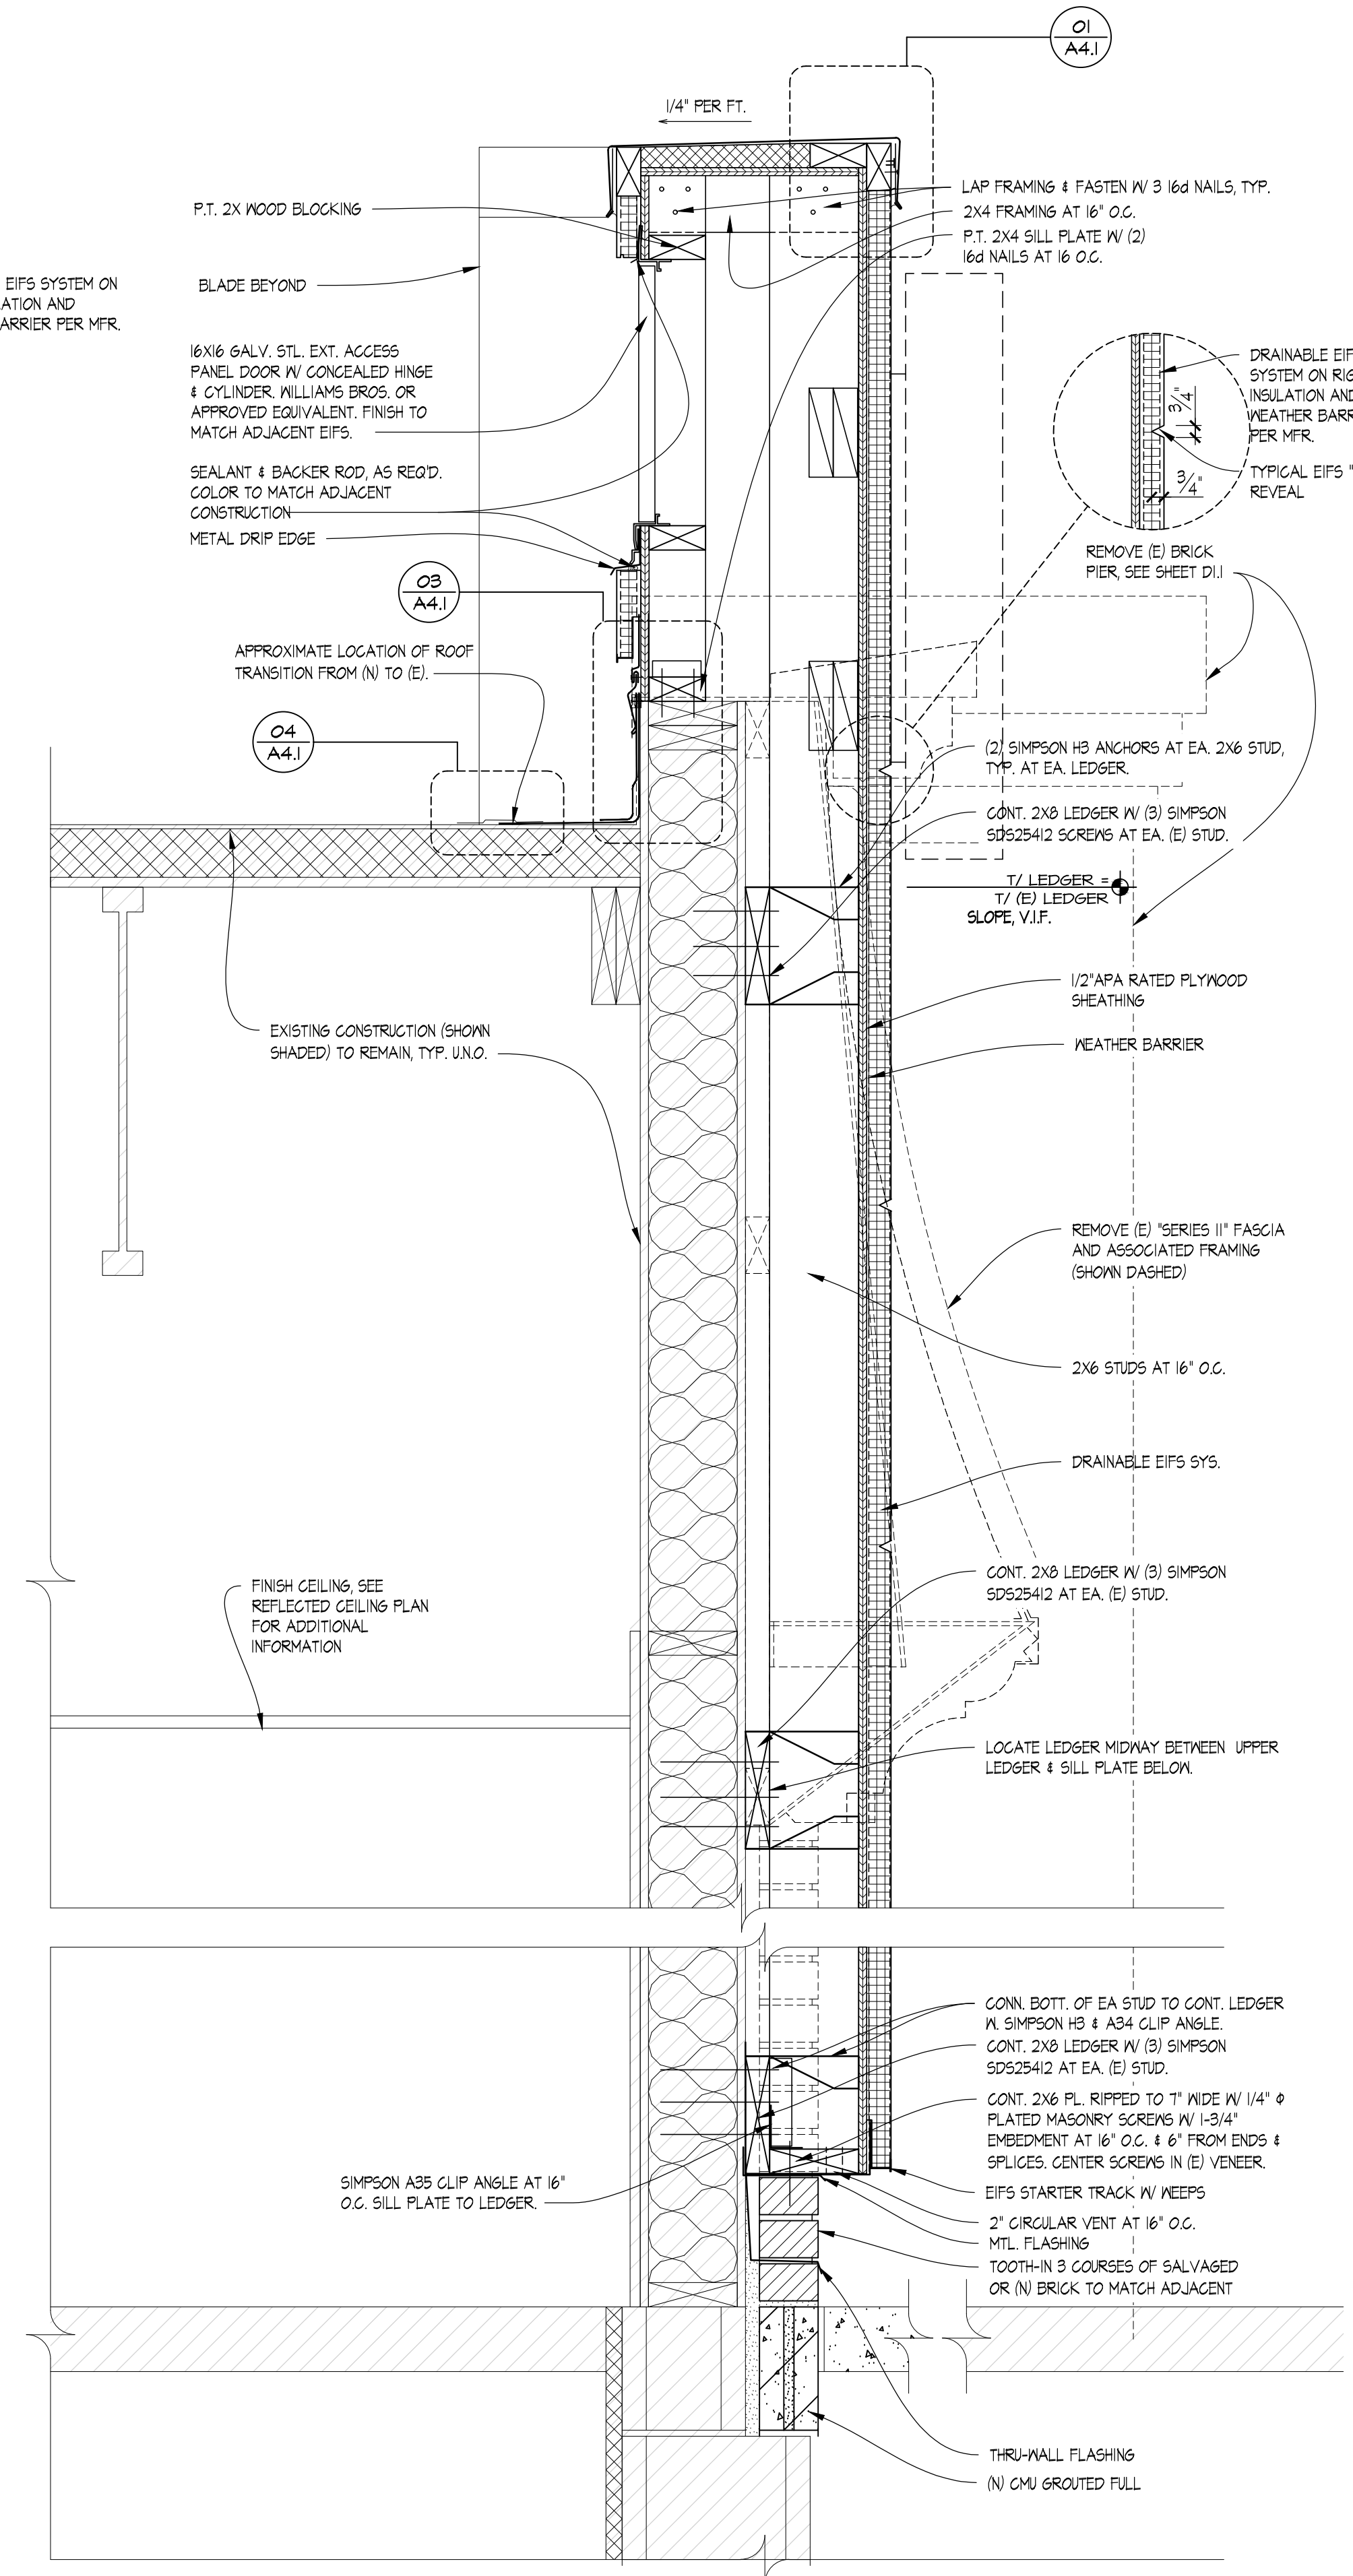 01
A4.1
1/4" PER FT.
P.T. 2X WOOD BLOCKING
LAP FRAMING & FASTEN W/ 3 16d NAILS, TYP.
2X4 FRAMING AT 16" O.C.
P.T. 2X4 SILL PLATE W/ (2)
16d NAILS AT 16 O.C.
EIFS SYSTEM ON
PER MFR.
BLADE BEYOND
16X16 GALV. STL. EXT. ACCESS
PANEL DOOR W/ CONCEALED HINGE
& CYLINDER. WILLIAMS BROS. OR
APPROVED EQUIVALENT. FINISH TO
MATCH ADJACENT EIFS.
SEALANT & BACKER ROD, AS REQ'D.
COLOR TO MATCH ADJACENT
CONSTRUCTION
METAL DRIP EDGE
DRAINABLE
SYSTEM ON
INSULATION
WEATHER
PER MFR.
3/4"
3/4"
TYPICAL EIFS "
REVEAL
REMOVE (E) BRICK
PIER, SEE SHEET D1.1
03
A4.1
APPROXIMATE LOCATION OF ROOF
TRANSITION FROM (N) TO (E).
04
A4.1
(2) SIMPSON H3 ANCHORS AT EA. 2X6 STUD,
TYP. AT EA. LEDGER.
CONT. 2X8 LEDGER W/ (3) SIMPSON
SDS25412 SCREWS AT EA. (E) STUD.
T/ LEDGER =
T/ (E) LEDGER
SLOPE, V.I.F.
1/2"APA RATED PLYWOOD
SHEATHING
WEATHER BARRIER
EXISTING CONSTRUCTION (SHOWN
SHADED) TO REMAIN, TYP. U.N.O.
REMOVE (E) "SERIES II" FASCIA
AND ASSOCIATED FRAMING
(SHOWN DASHED)
2X6 STUDS AT 16" O.C.
DRAINABLE EIFS SYS.
FINISH CEILING, SEE
REFLECTED CEILING PLAN
FOR ADDITIONAL
INFORMATION
CONT. 2X8 LEDGER W/ (3) SIMPSON
SDS25412 AT EA. (E) STUD.
LOCATE LEDGER MIDWAY BETWEEN UPPER
LEDGER & SILL PLATE BELOW.
CONN. BOTT. OF EA STUD TO CONT. LEDGER
W. SIMPSON H3 & A34 CLIP ANGLE.
CONT. 2X8 LEDGER W/ (3) SIMPSON
SDS25412 AT EA. (E) STUD.
CONT. 2X6 PL. RIPPED TO 7" WIDE W/ 1/4" Φ
PLATED MASONRY SCREWS W/ 1-3/4"
EMBEDMENT AT 16" O.C. & 6" FROM ENDS &
SPLICES. CENTER SCREWS IN (E) VENEER.
SIMPSON A35 CLIP ANGLE AT 16"
O.C. SILL PLATE TO LEDGER.
EIFS STARTER TRACK W/ WEEPS
2" CIRCULAR VENT AT 16" O.C.
MTL. FLASHING
TOOTH-IN 3 COURSES OF SALVAGED
OR (N) BRICK TO MATCH ADJACENT
THRU-WALL FLASHING
(N) CMU GROUTED FULL